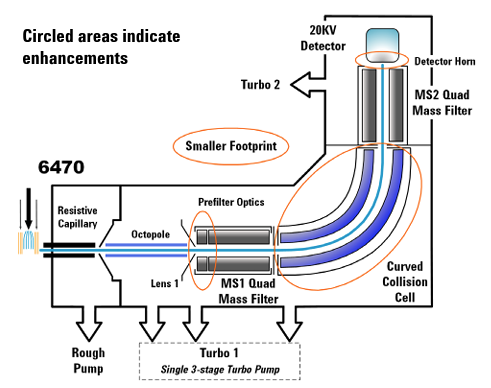 Circled areas indicate
enhancements
20KV
Detector
Detector Horn
Turbo 2
MS2 Quad
Mass Filter
Smaller Footprint
6470
Prefilter Optics
Resistive
Capillary
Octopole
Lens 1
MS1 Quad
Mass Filter
Curved
Collision
Cell
Rough
Pump
Turbo 1
Single 3-stage Turbo Pump